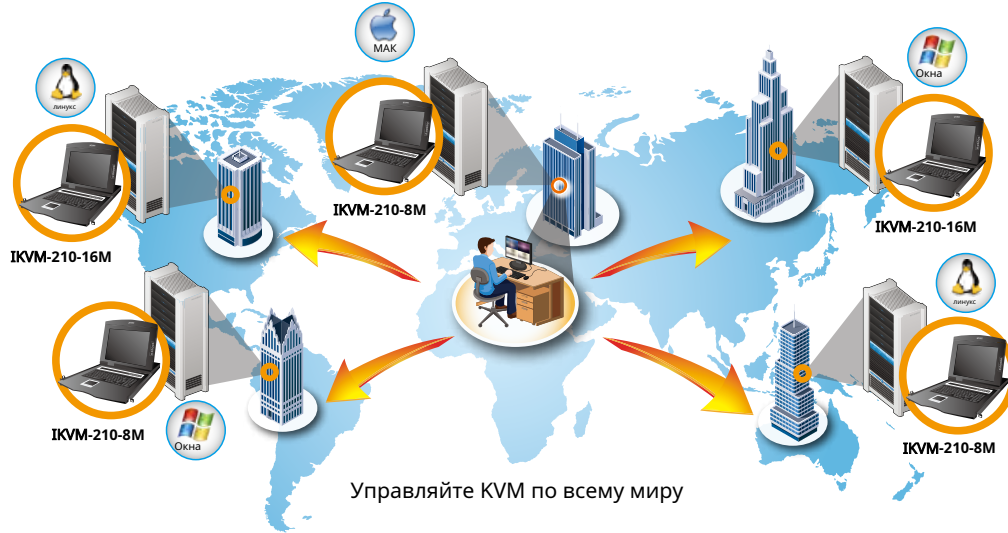 МАК
линукс
Окна
IKVM-210-8M
IKVM-210-16M
IKVM-210-16M
линукс
IKVM-210-8M
Окна
IKVM-210-8M
Управляйте KVM по всему миру